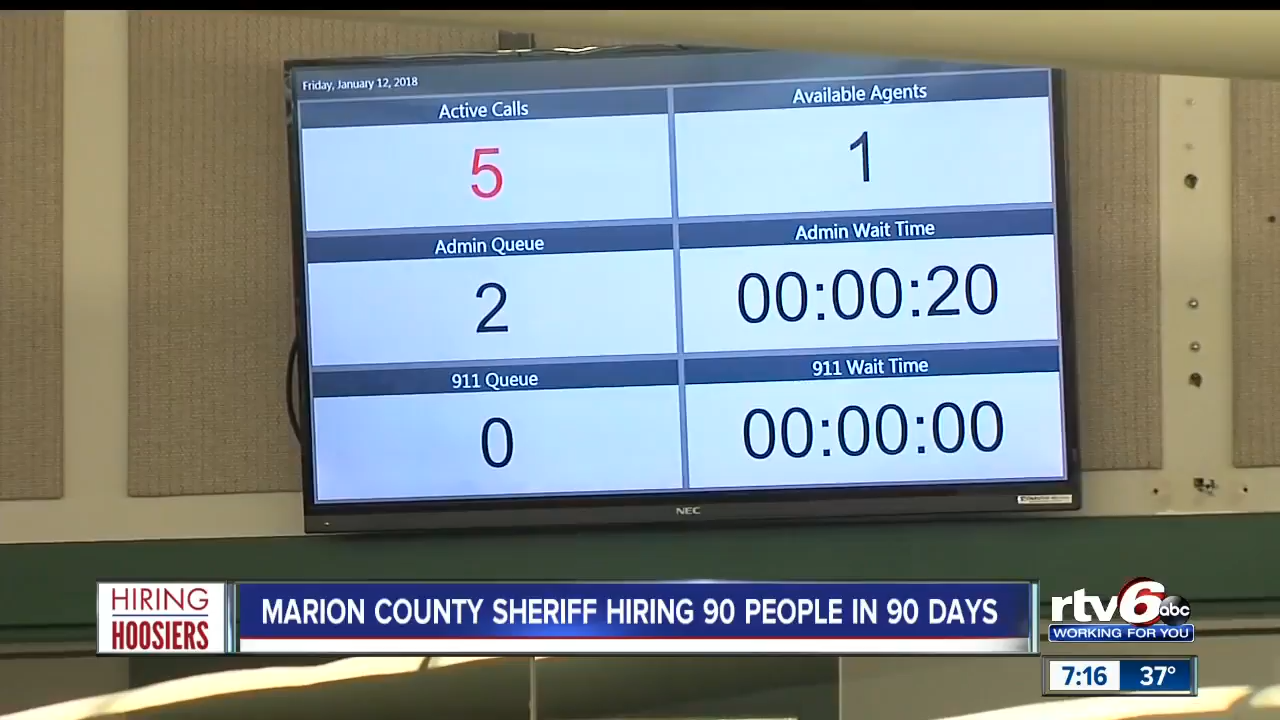 Friday, January 12, 2018
Active Calls
5
Available Agents
1
Admin Queue
2
Admin Wait Time
00:00:20
911 Queue
0
911 Wait Time
00:00:00
NEC
HIRING
HOOSIERS
MARION COUNTY SHERIFF HIRING 90 PEOPLE IN 90 DAYS
rtv6 abc
WORKING FOR YOU
7:16 37°